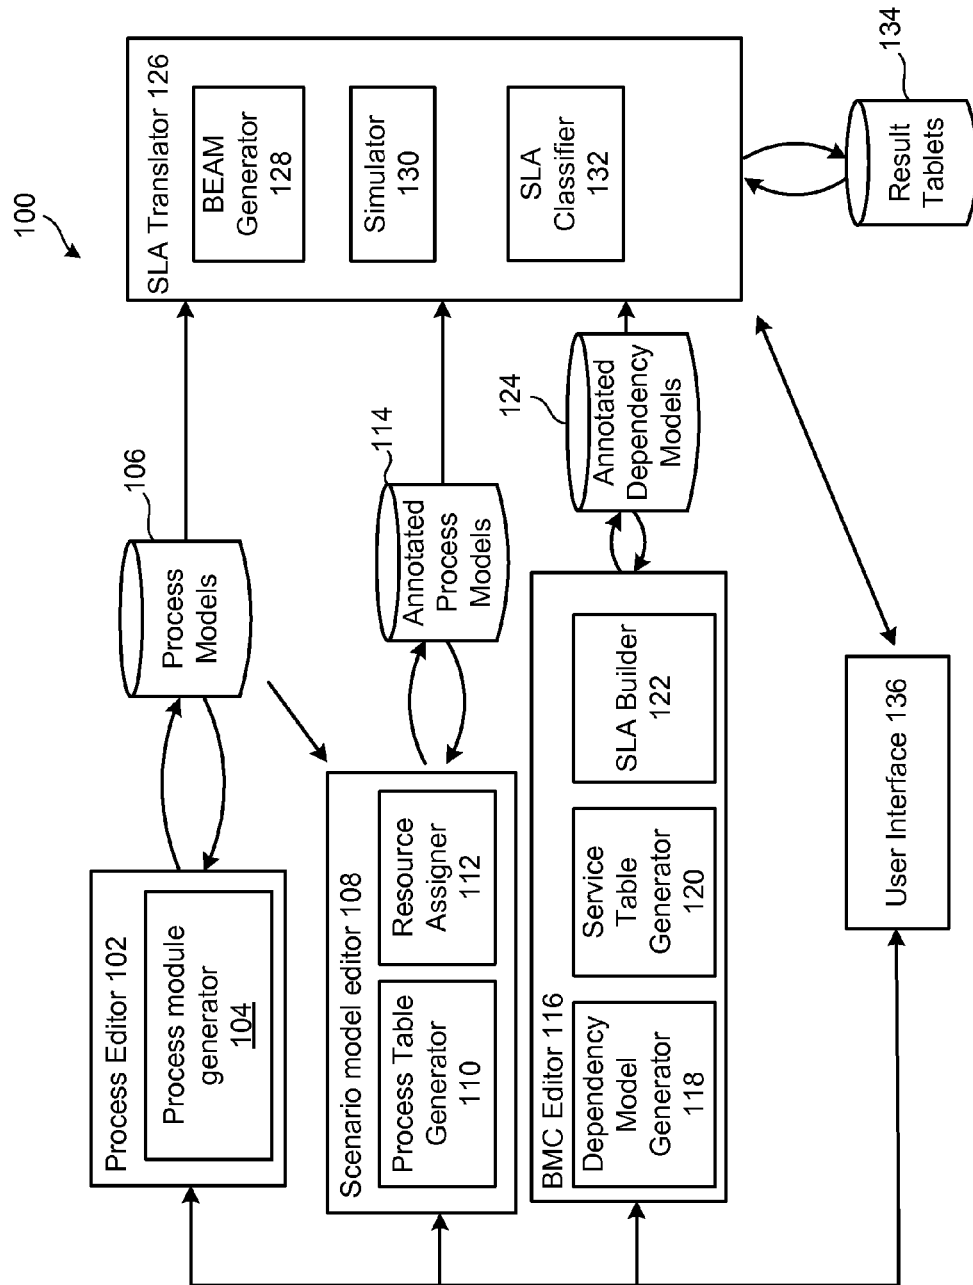 100
Process Editor 102
Process module
generator
104
106
Process
Models
SLA Translator 126
BEAM
Generator
128
Simulator
130
SLA
Classifier
132
Scenario model editor 108
Process Table
Generator
110
Resource
Assigner
112
114
Annotated
Process
Models
BMC Editor 116
Dependency
Model
Generator
118
Service
Table
Generator
120
SLA Builder
122
124
Annotated
Dependency
Models
134
Result
Tablets
User Interface 136